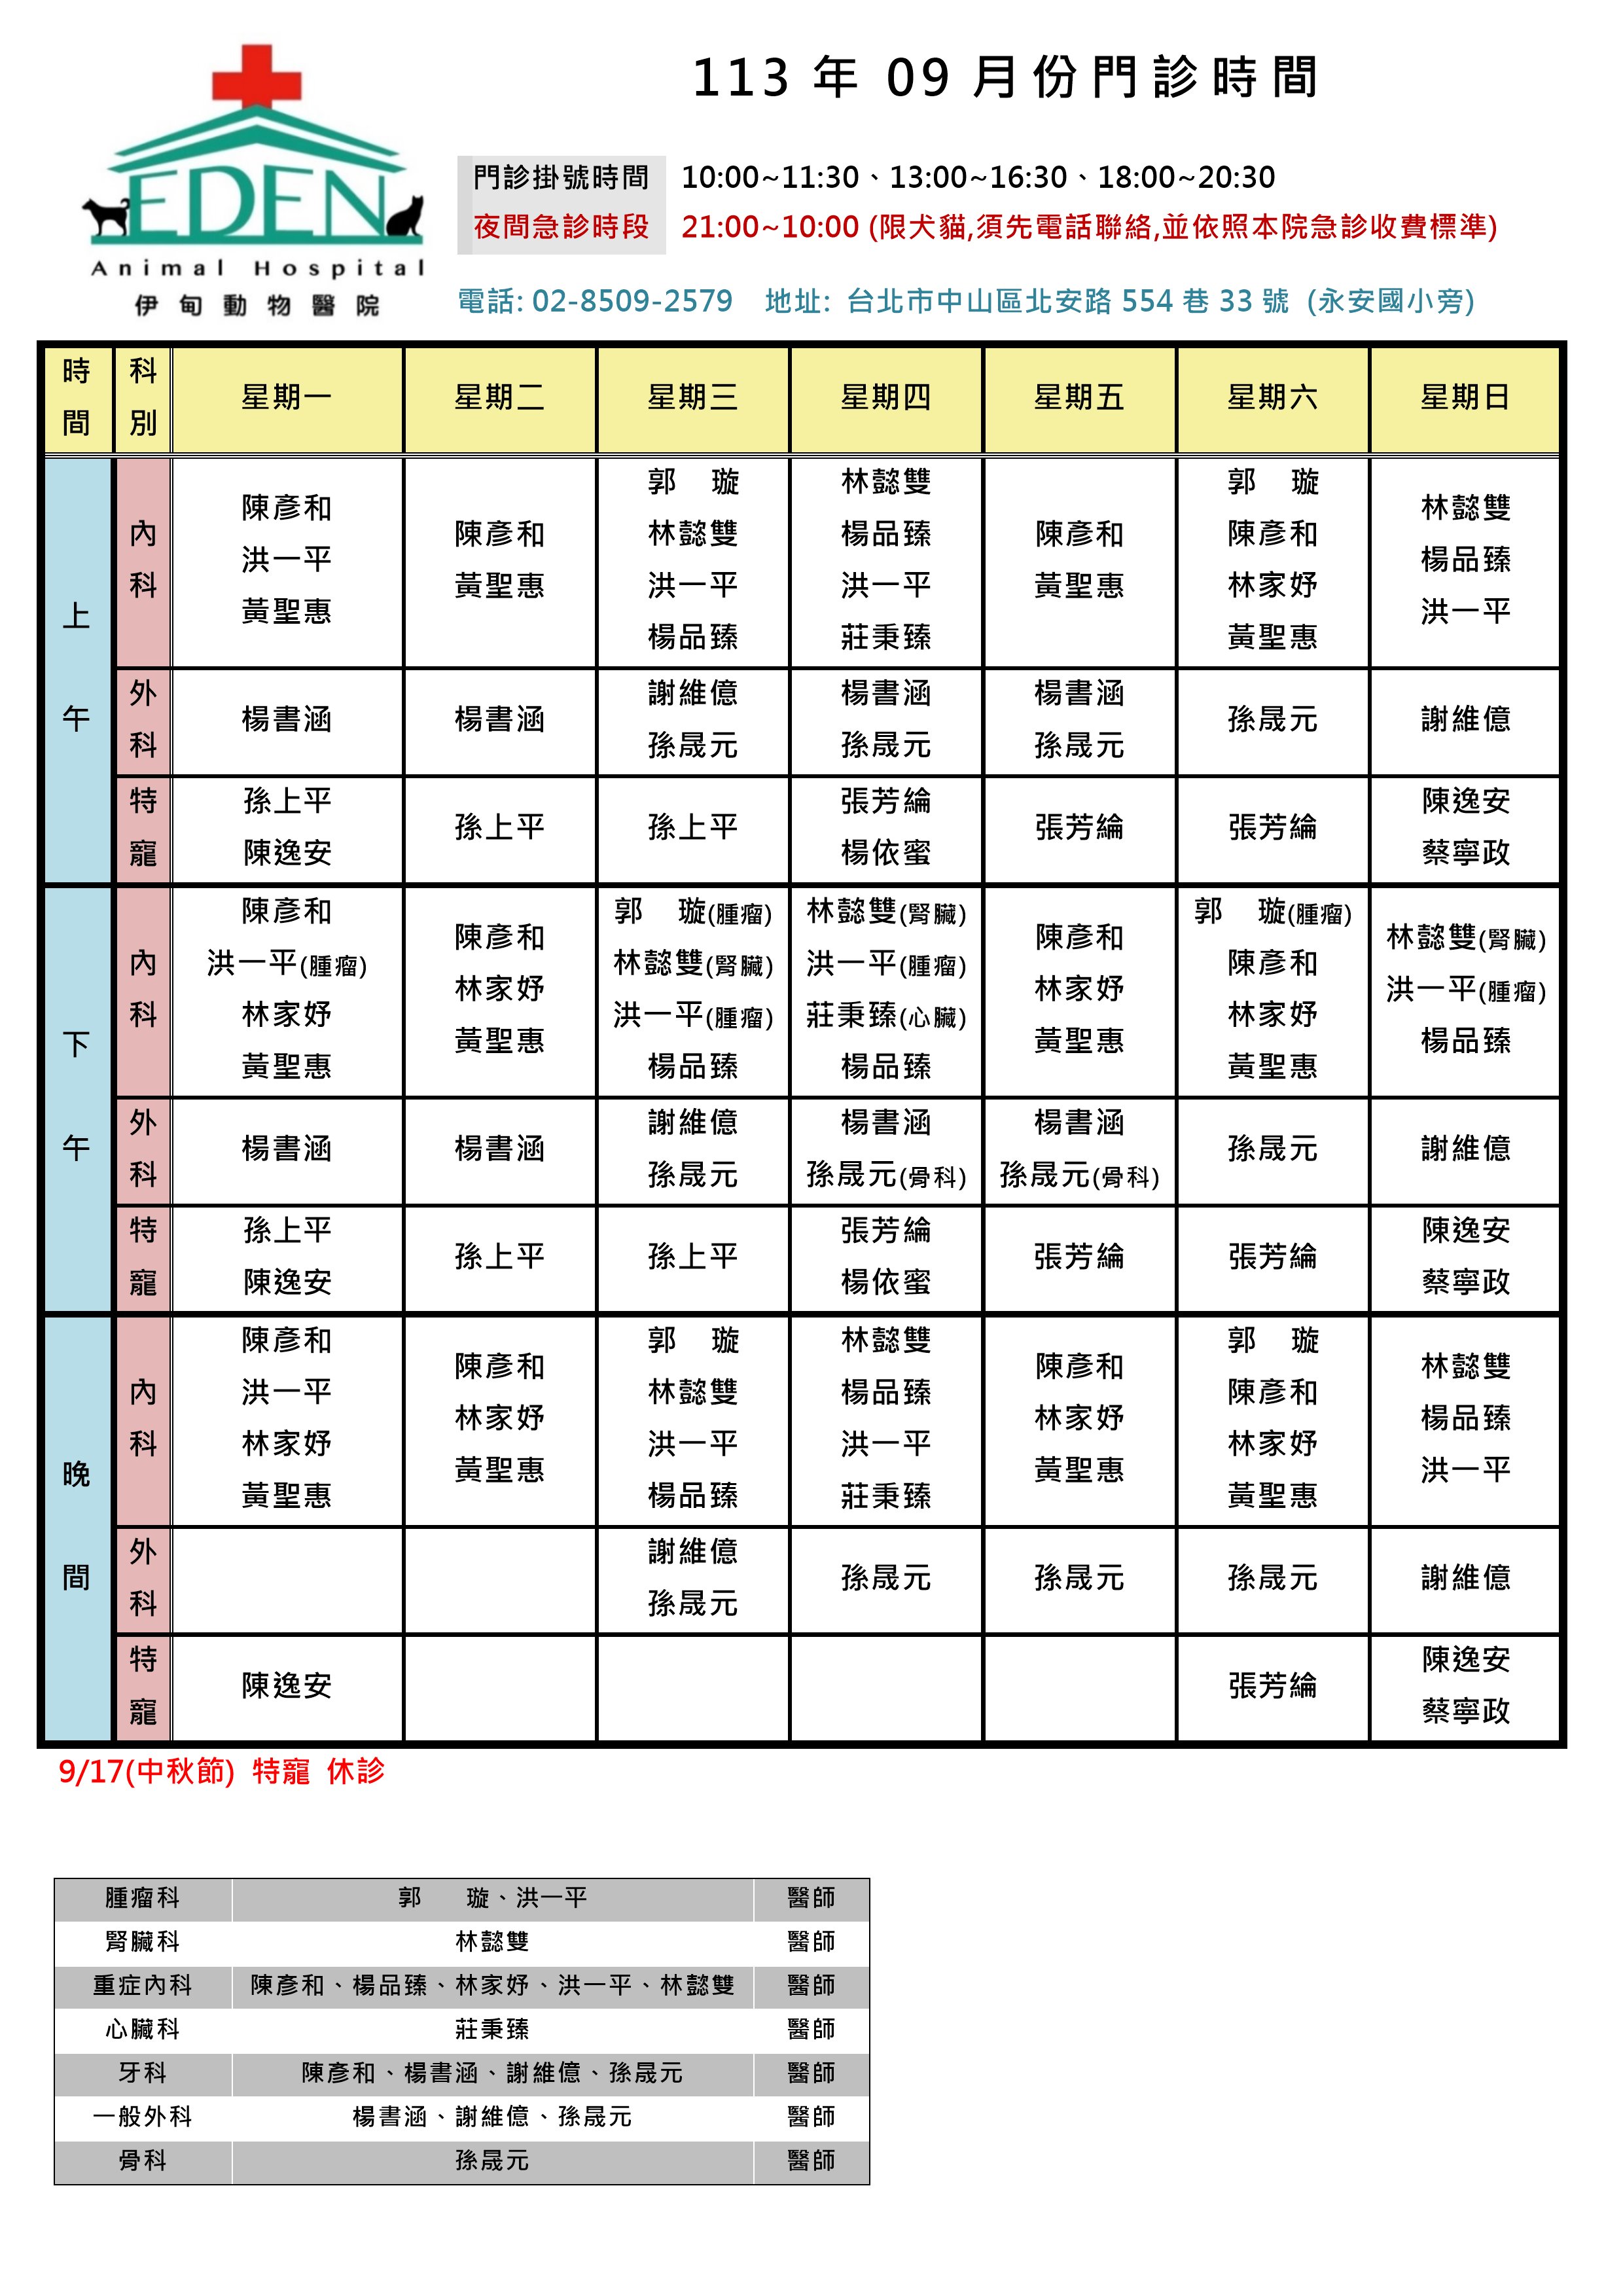 113 年 09 月份門診時間
EDEN
Animal Hospital
伊甸動物醫院
門診掛號時間 10:00~11:30、13:00~16:30、18:00~20:30
夜間急診時段 21:00~10:00 (限犬貓,須先電話聯絡,並依照本院急診收費標準)
電話: 02-8509-2579 地址: 台北市中山區北安路 554 巷 33 號 (永安國小旁)
時間 科別 星期一 星期二 星期三 星期四 星期五 星期六 星期日
上午
內科
陳彥和
洪一平
黃聖惠
陳彥和
黃聖惠
郭 璇
林懿雙
洪一平
楊品臻
林懿雙
楊品臻
洪一平
莊秉臻
陳彥和
黃聖惠
郭 璇
陳彥和
林家妤
黃聖惠
林懿雙
楊品臻
洪一平
外科
楊書涵
楊書涵
謝維億
孫晟元
楊書涵
孫晟元
楊書涵
孫晟元
孫晟元
謝維億
特寵
孫上平
陳逸安
孫上平
孫上平
張芳綸
楊依蜜
張芳綸
張芳綸
陳逸安
蔡寧政
下午
內科
陳彥和
洪一平(腫瘤)
林家妤
黃聖惠
陳彥和
林家妤
黃聖惠
郭 璇(腫瘤)
林懿雙(腎臟)
洪一平(腫瘤)
楊品臻
林懿雙(腎臟)
洪一平(腫瘤)
莊秉臻(心臟)
楊品臻
陳彥和
林家妤
黃聖惠
郭 璇(腫瘤)
陳彥和
林家妤
黃聖惠
林懿雙(腎臟)
洪一平(腫瘤)
楊品臻
外科
楊書涵
楊書涵
謝維億
孫晟元
楊書涵
孫晟元(骨科)
楊書涵
孫晟元(骨科)
孫晟元
謝維億
特寵
孫上平
陳逸安
孫上平
孫上平
張芳綸
楊依蜜
張芳綸
張芳綸
陳逸安
蔡寧政
晚間
內科
陳彥和
洪一平
林家妤
黃聖惠
陳彥和
林家妤
黃聖惠
郭 璇
林懿雙
洪一平
楊品臻
林懿雙
楊品臻
洪一平
莊秉臻
陳彥和
林家妤
黃聖惠
郭 璇
陳彥和
林家妤
黃聖惠
林懿雙
楊品臻
洪一平
外科
謝維億
孫晟元
孫晟元
孫晟元
孫晟元
謝維億
特寵
陳逸安
張芳綸
陳逸安
蔡寧政
9/17(中秋節) 特寵 休診
腫瘤科 郭 璇、洪一平 醫師
腎臟科 林懿雙 醫師
重症內科 陳彥和、楊品臻、林家妤、洪一平、林懿雙 醫師
心臟科 莊秉臻 醫師
牙科 陳彥和、楊書涵、謝維億、孫晟元 醫師
一般外科 楊書涵、謝維億、孫晟元 醫師
骨科 孫晟元 醫師